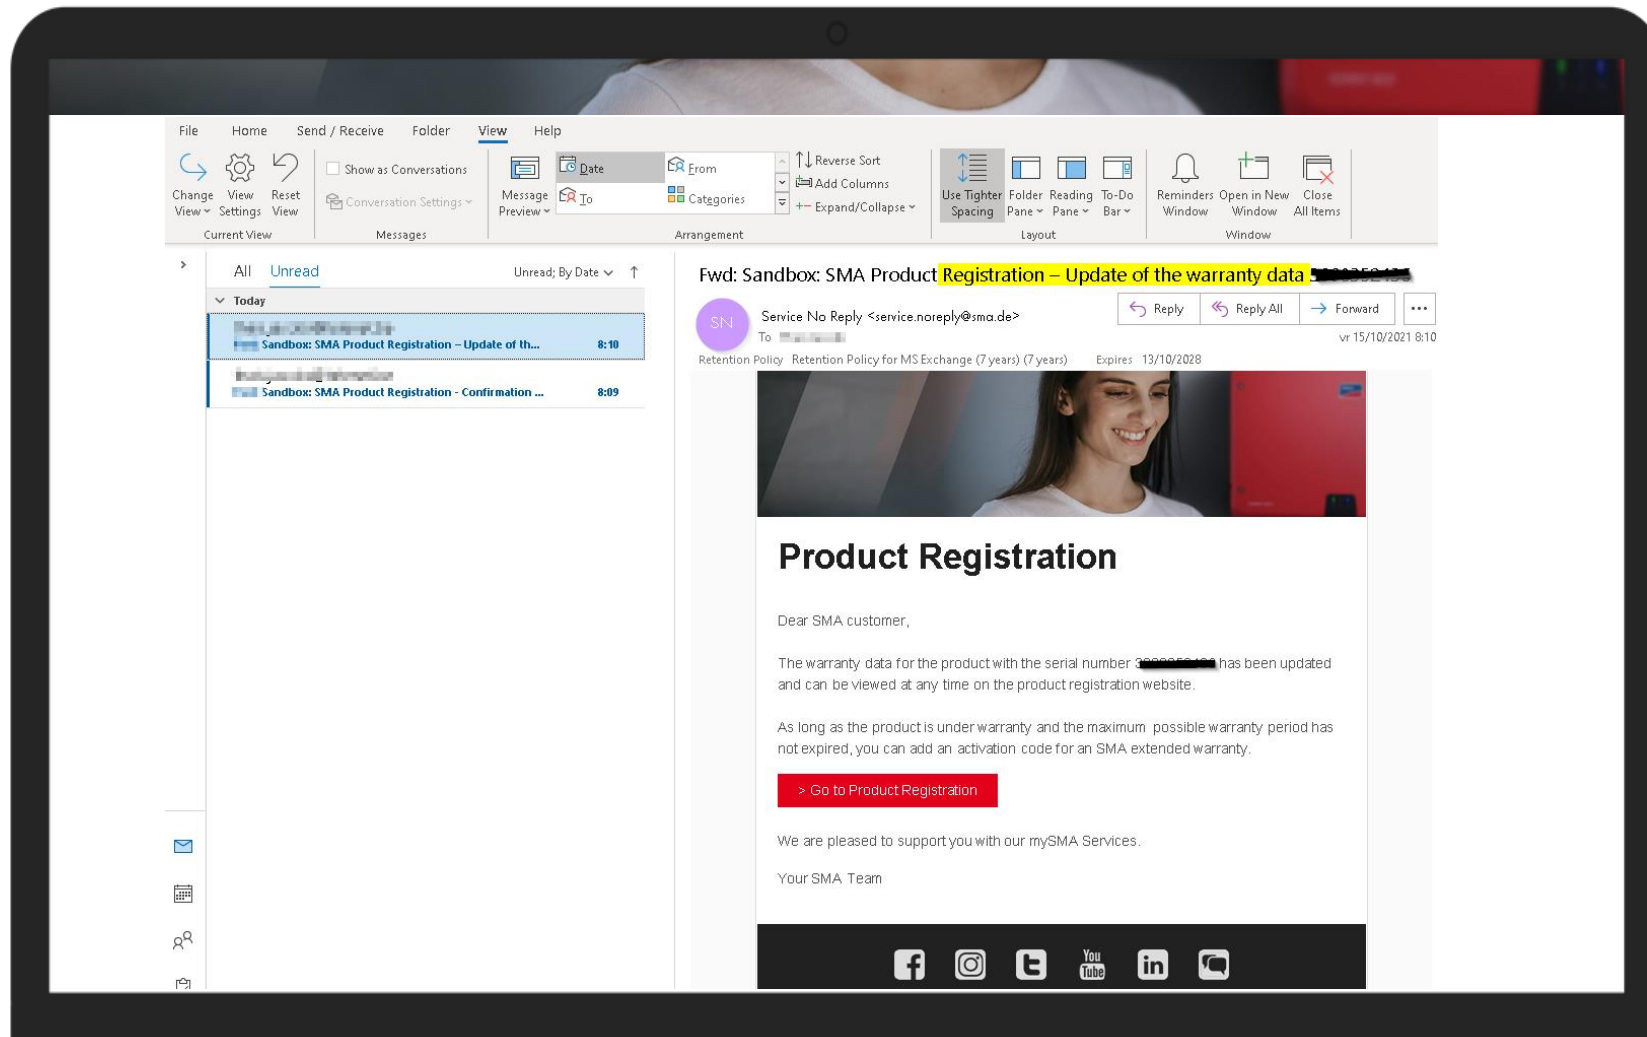 File Home Send / Receive Folder View Help
Change View
View Settings
Reset View
Current View
Show as Conversations
Conversation Settings
Messages
Message Preview
Date
From
To
Categories
Reverse Sort
Add Columns
Expand/Collapse
Arrangement
Use Tighter Spacing
Folder Pane
Reading Pane
To-Do Bar
Layout
Reminders Window
Open in New Window
Close All Items
Window
All Unread Unread; By Date
Today
Sandbox: SMA Product Registration – Update of th... 8:10
Sandbox: SMA Product Registration - Confirmation ... 8:09
Fwd: Sandbox: SMA Product Registration – Update of the warranty data
SN
Service No Reply <service.noreply@sma.de>
Reply Reply All Forward ...
To
vr 15/10/2021 8:10
Retention Policy Retention Policy for MS Exchange (7 years) (7 years) Expires 13/10/2028
Product Registration
Dear SMA customer,
The warranty data for the product with the serial number has been updated
and can be viewed at any time on the product registration website.
As long as the product is under warranty and the maximum possible warranty period has
not expired, you can add an activation code for an SMA extended warranty.
> Go to Product Registration
We are pleased to support you with our mySMA Services.
Your SMA Team
You Tube
in